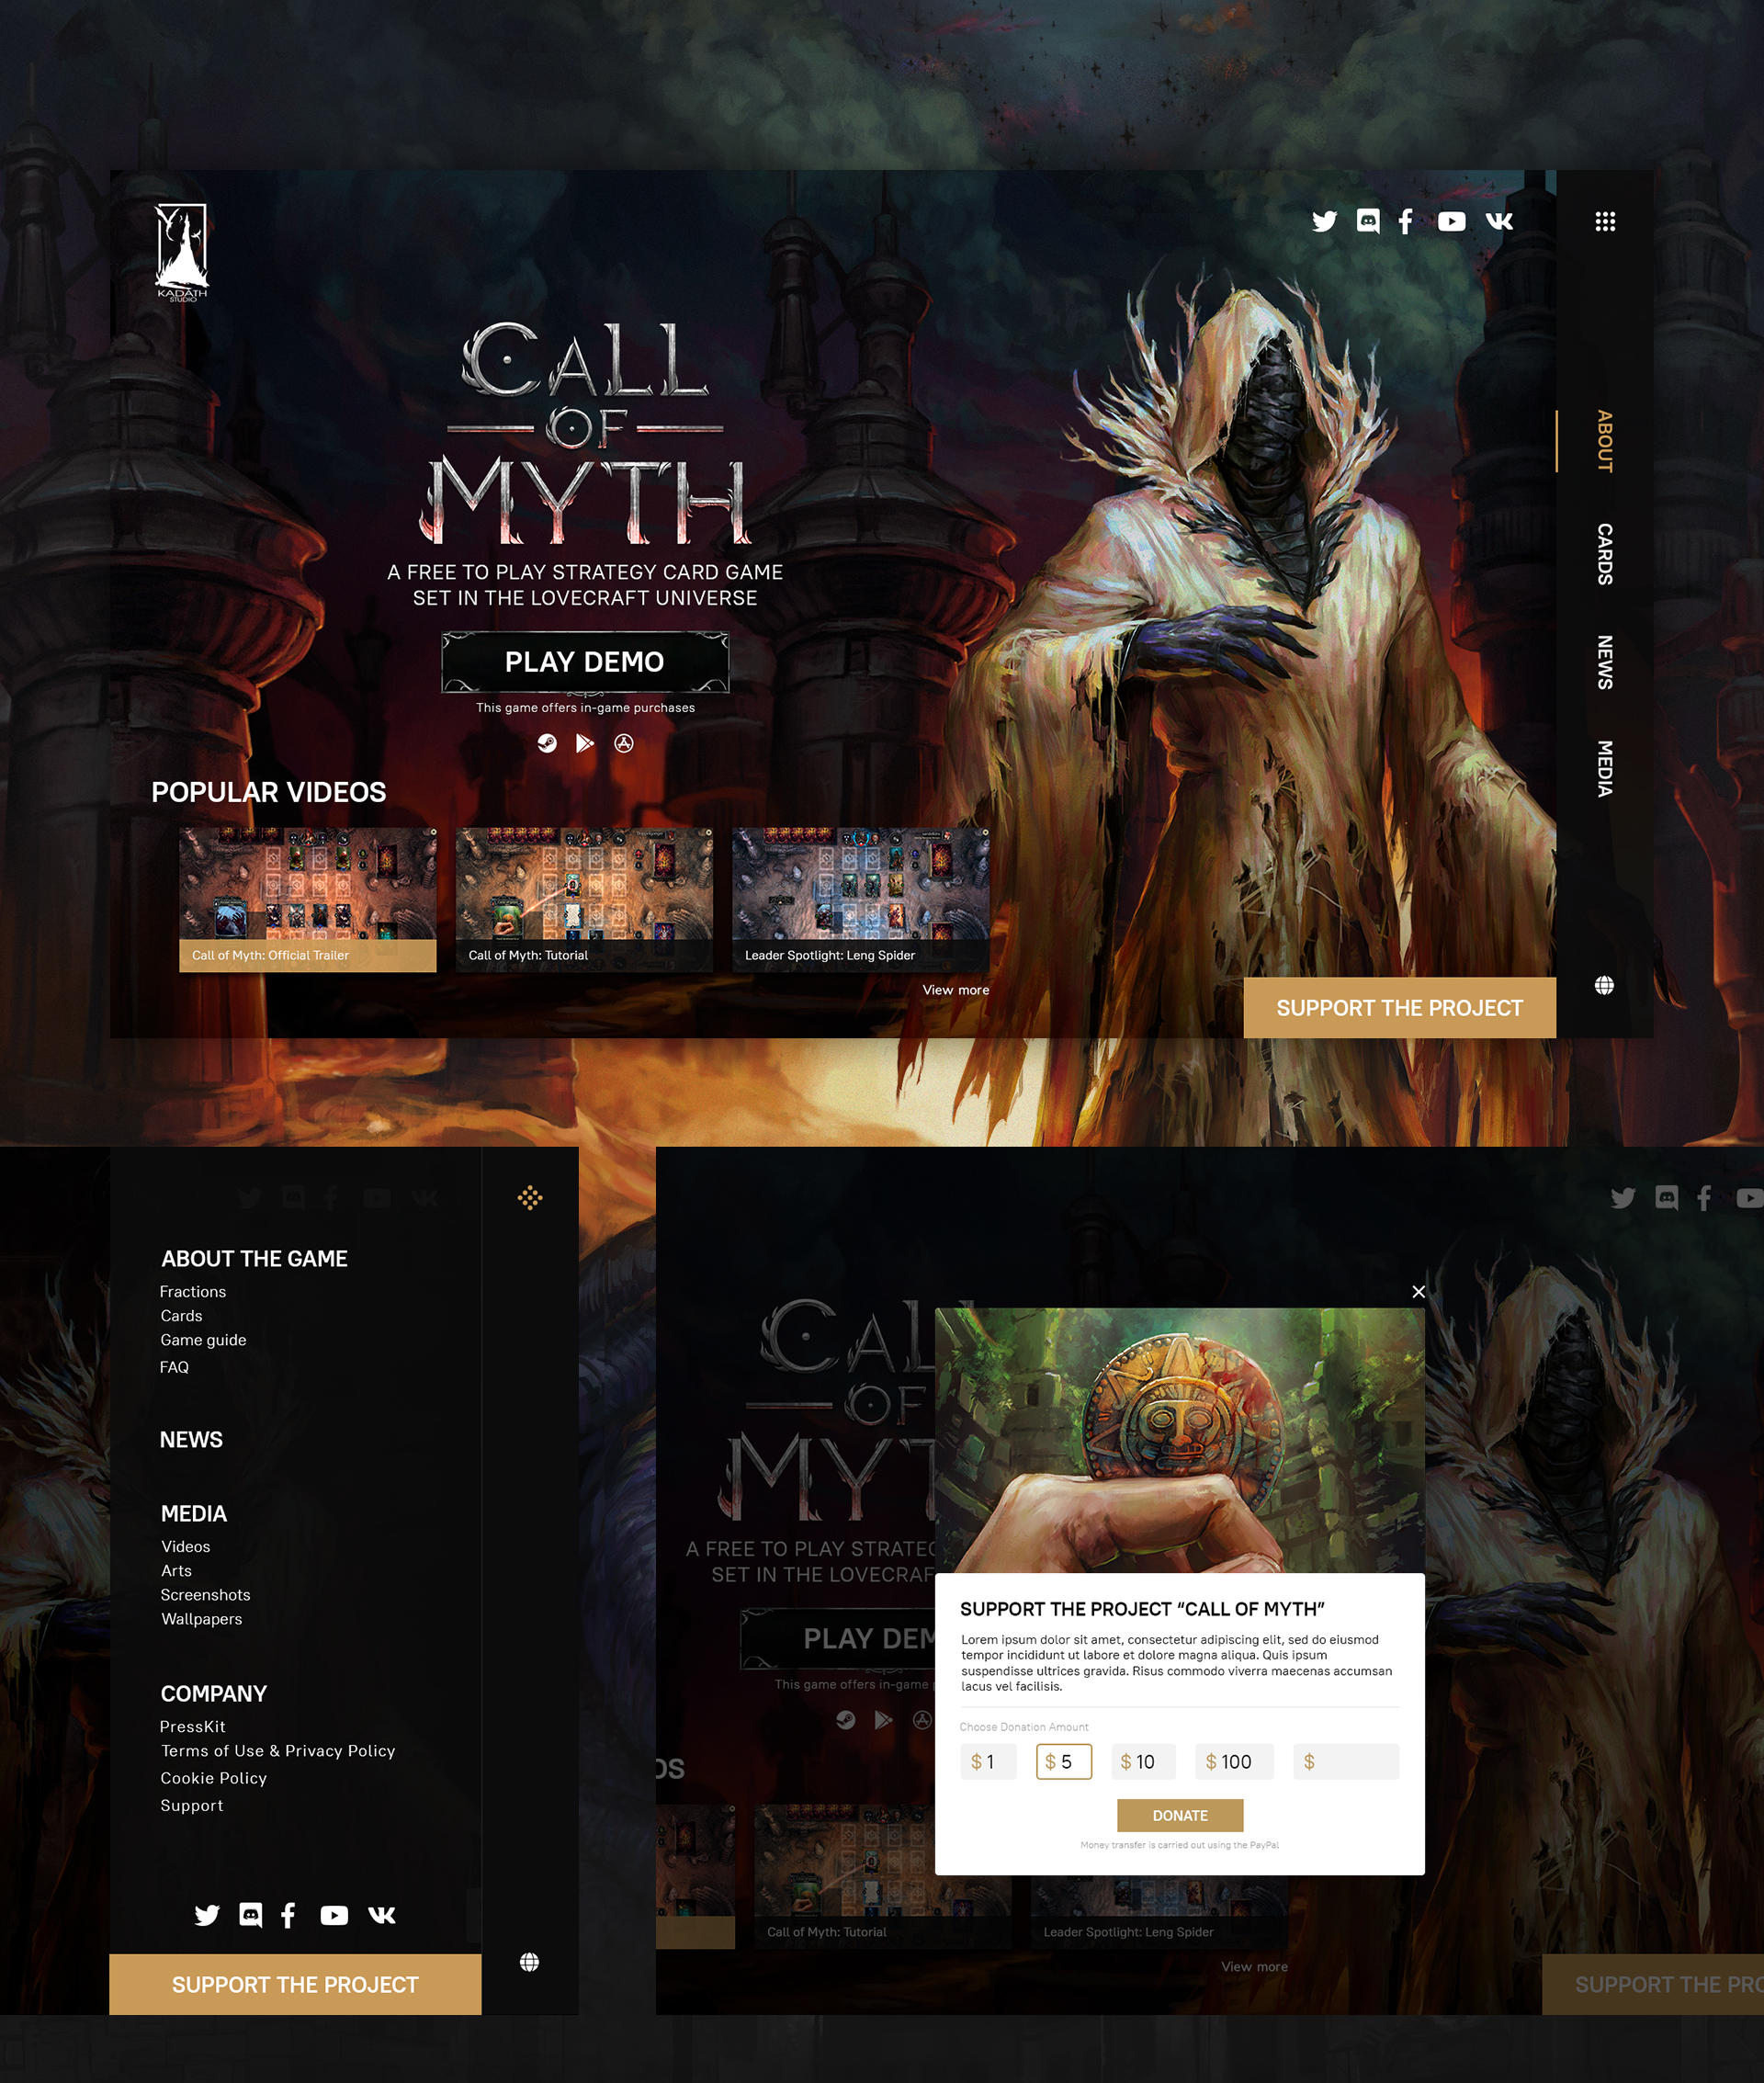 KADATH
STUDIO
CALL
OF
MYTH
A FREE TO PLAY STRATEGY CARD GAME
SET IN THE LOVECRAFT UNIVERSE
PLAY DEMO
This game offers in-game purchases
POPULAR VIDEOS
Call of Myth: Official Trailer
Call of Myth: Tutorial
Leader Spotlight: Leng Spider
View more
ABOUT
CARDS
NEWS
MEDIA
SUPPORT THE PROJECT
ABOUT THE GAME
Fractions
Cards
Game guide
FAQ
NEWS
MEDIA
Videos
Arts
Screenshots
Wallpapers
COMPANY
PressKit
Terms of Use & Privacy Policy
Cookie Policy
Support
SUPPORT THE PROJECT
CAL
OF
MYT
A FREE TO PLAY STRATEG
SET IN THE LOVECRAF
PLAY DEM
This game offers in-game p
OS
Call of Myth: Tutorial
Leader Spotlight: Leng Spider
View more
SUPPORT THE PRO
SUPPORT THE PROJECT “CALL OF MYTH”
Lorem ipsum dolor sit amet, consectetur adipiscing elit, sed do eiusmod
tempor incididunt ut labore et dolore magna aliqua. Quis ipsum
suspendisse ultrices gravida. Risus commodo viverra maecenas accumsan
lacus vel facilisis.
Choose Donation Amount
$ 1 $ 5 $ 10 $ 100 $
DONATE
Money transfer is carried out using the PayPal